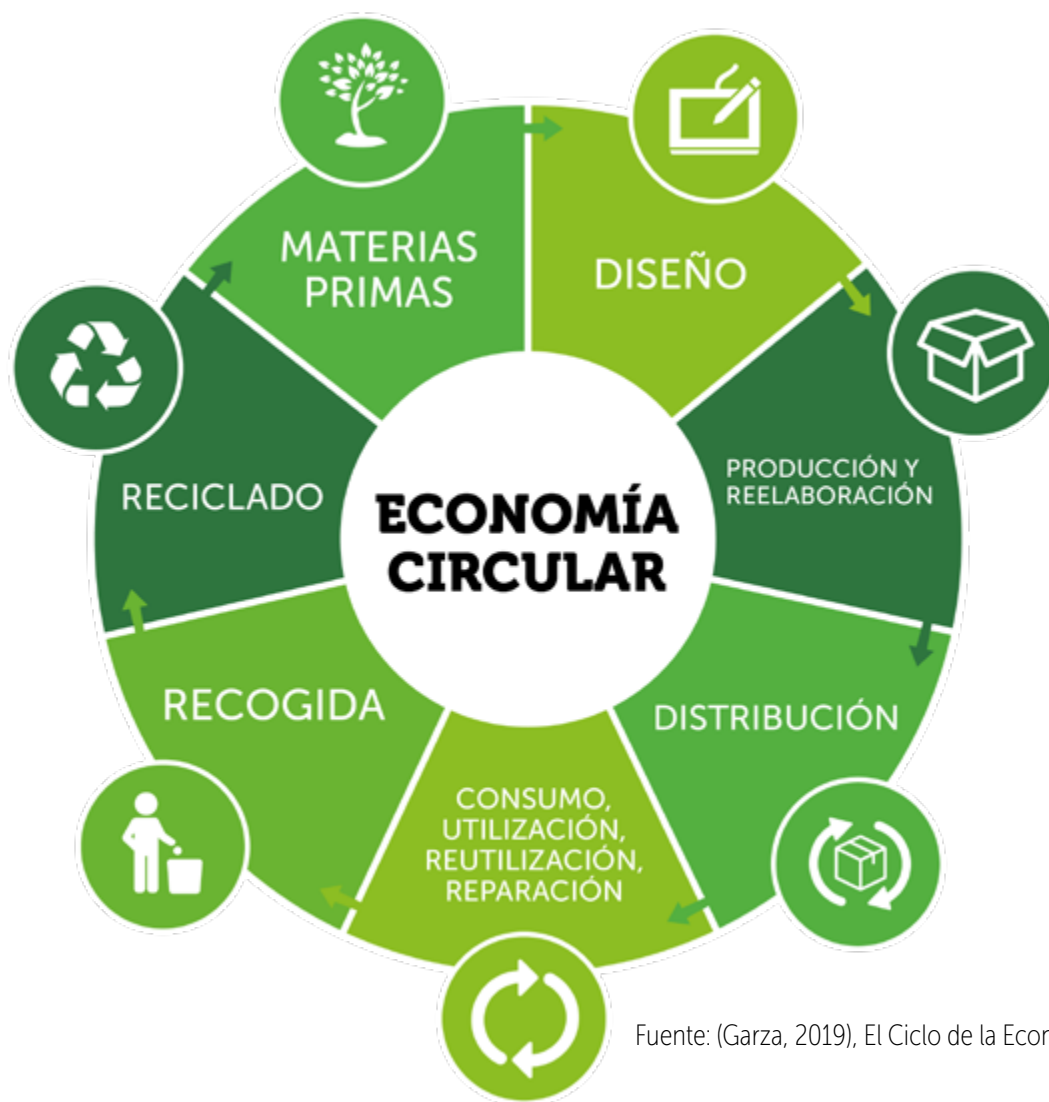 MATERIAS
PRIMAS
DISEÑO
PRODUCCIÓN Y
REELABORACIÓN
DISTRIBUCIÓN
CONSUMO,
UTILIZACIÓN,
REUTILIZACIÓN,
REPARACIÓN
RECOGIDA
RECICLADO
ECONOMÍA
CIRCULAR
Fuente: (Garza, 2019), El Ciclo de la